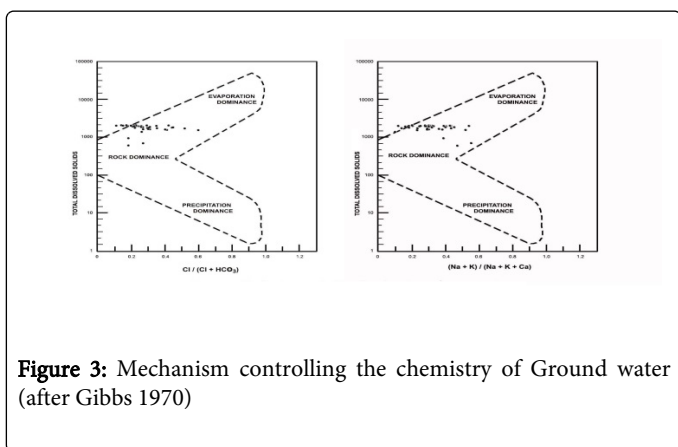 100000
10000
1000
100
10
1
TOTAL DISSOLVED SOLIDS
EVAPORATION
DOMINANCE
ROCK DOMINANCE
PRECIPITATION
DOMINANCE
0 0.2 0.4 0.6 0.8 1.0 1.2
Cl / (Cl + HCO₃)
100000
10000
1000
100
10
1
TOTAL DISSOLVED SOLIDS
EVAPORATION
DOMINANCE
ROCK DOMINANCE
PRECIPITATION
DOMINANCE
0 0.2 0.4 0.6 0.8 1.0 1.2
(Na + K) / (Na + K + Ca)
Figure 3: Mechanism controlling the chemistry of Ground water
(after Gibbs 1970)